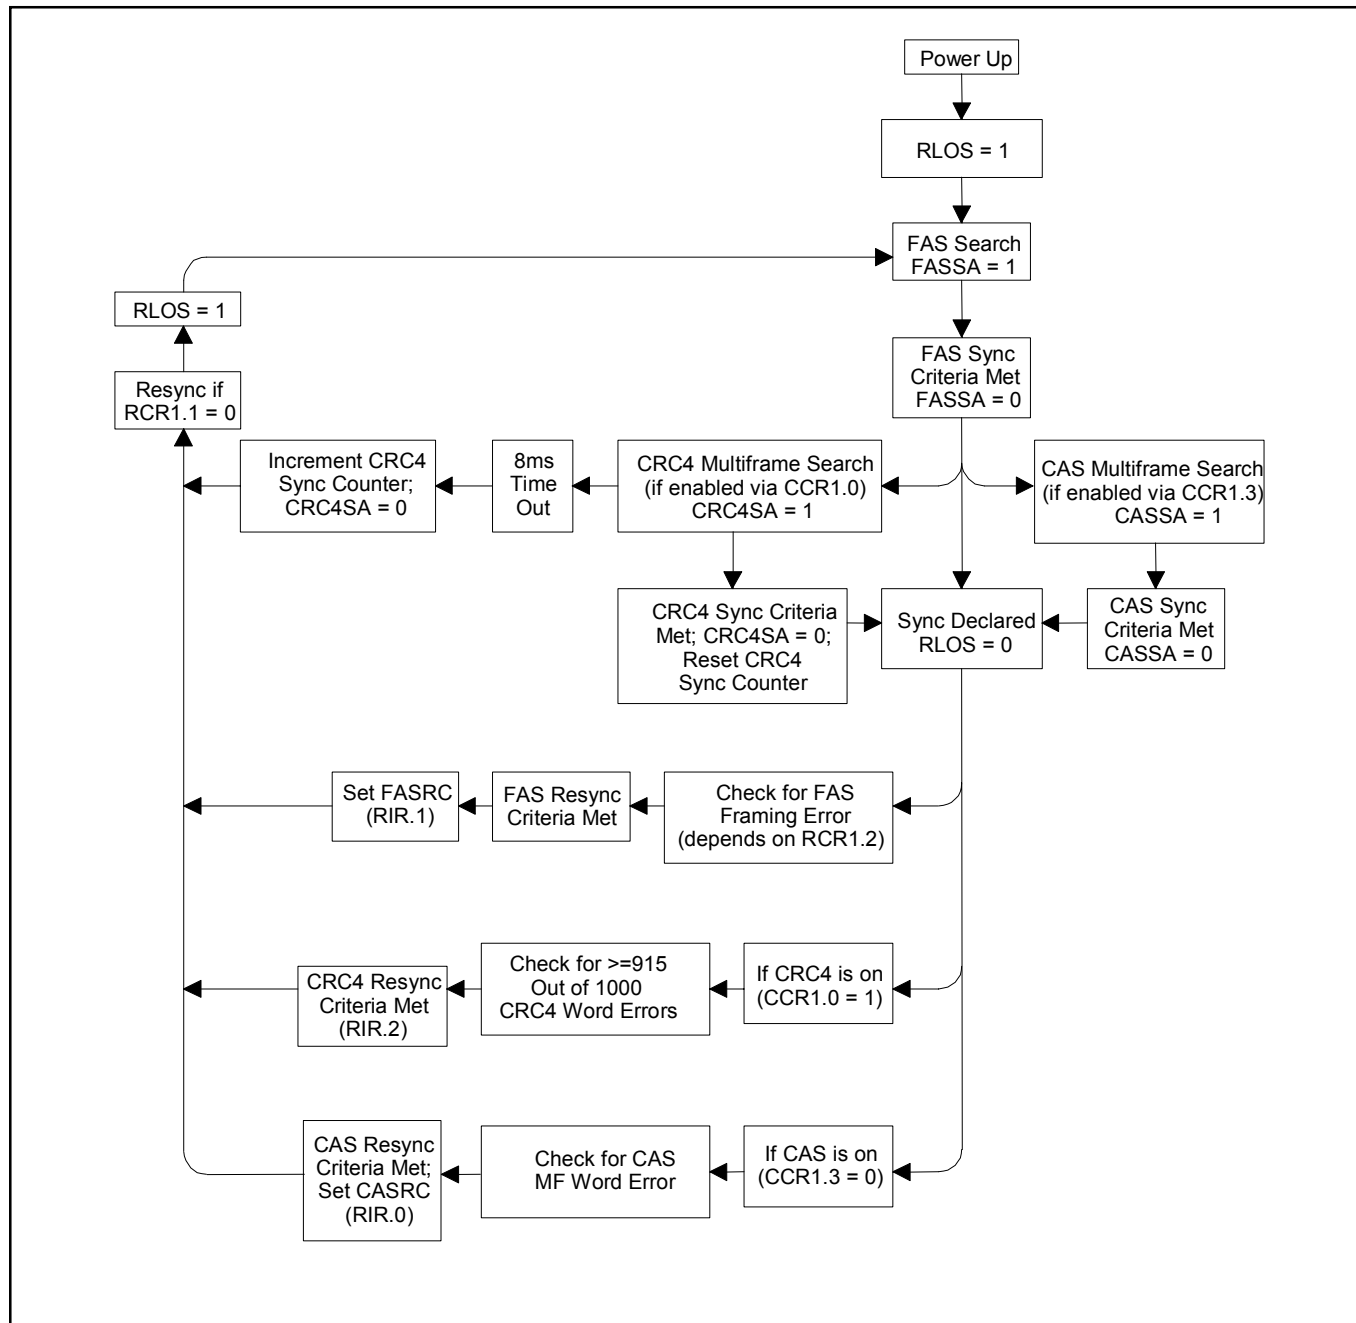 Power Up
RLOS = 1
FAS Search
FASSA = 1
RLOS = 1
FAS Sync
Criteria Met
FASSA = 0
Resync if
RCR1.1 = 0
Increment CRC4
Sync Counter;
CRC4SA = 0
8ms
Time
Out
CRC4 Multiframe Search
(if enabled via CCR1.0)
CRC4SA = 1
CAS Multiframe Search
(if enabled via CCR1.3)
CASSA = 1
CRC4 Sync Criteria
Met; CRC4SA = 0;
Reset CRC4
Sync Counter
Sync Declared
RLOS = 0
CAS Sync
Criteria Met
CASSA = 0
Set FASRC
(RIR.1)
FAS Resync
Criteria Met
Check for FAS
Framing Error
(depends on RCR1.2)
CRC4 Resync
Criteria Met
(RIR.2)
Check for >=915
Out of 1000
CRC4 Word Errors
If CRC4 is on
(CCR1.0 = 1)
CAS Resync
Criteria Met;
Set CASRC
(RIR.0)
Check for CAS
MF Word Error
If CAS is on
(CCR1.3 = 0)